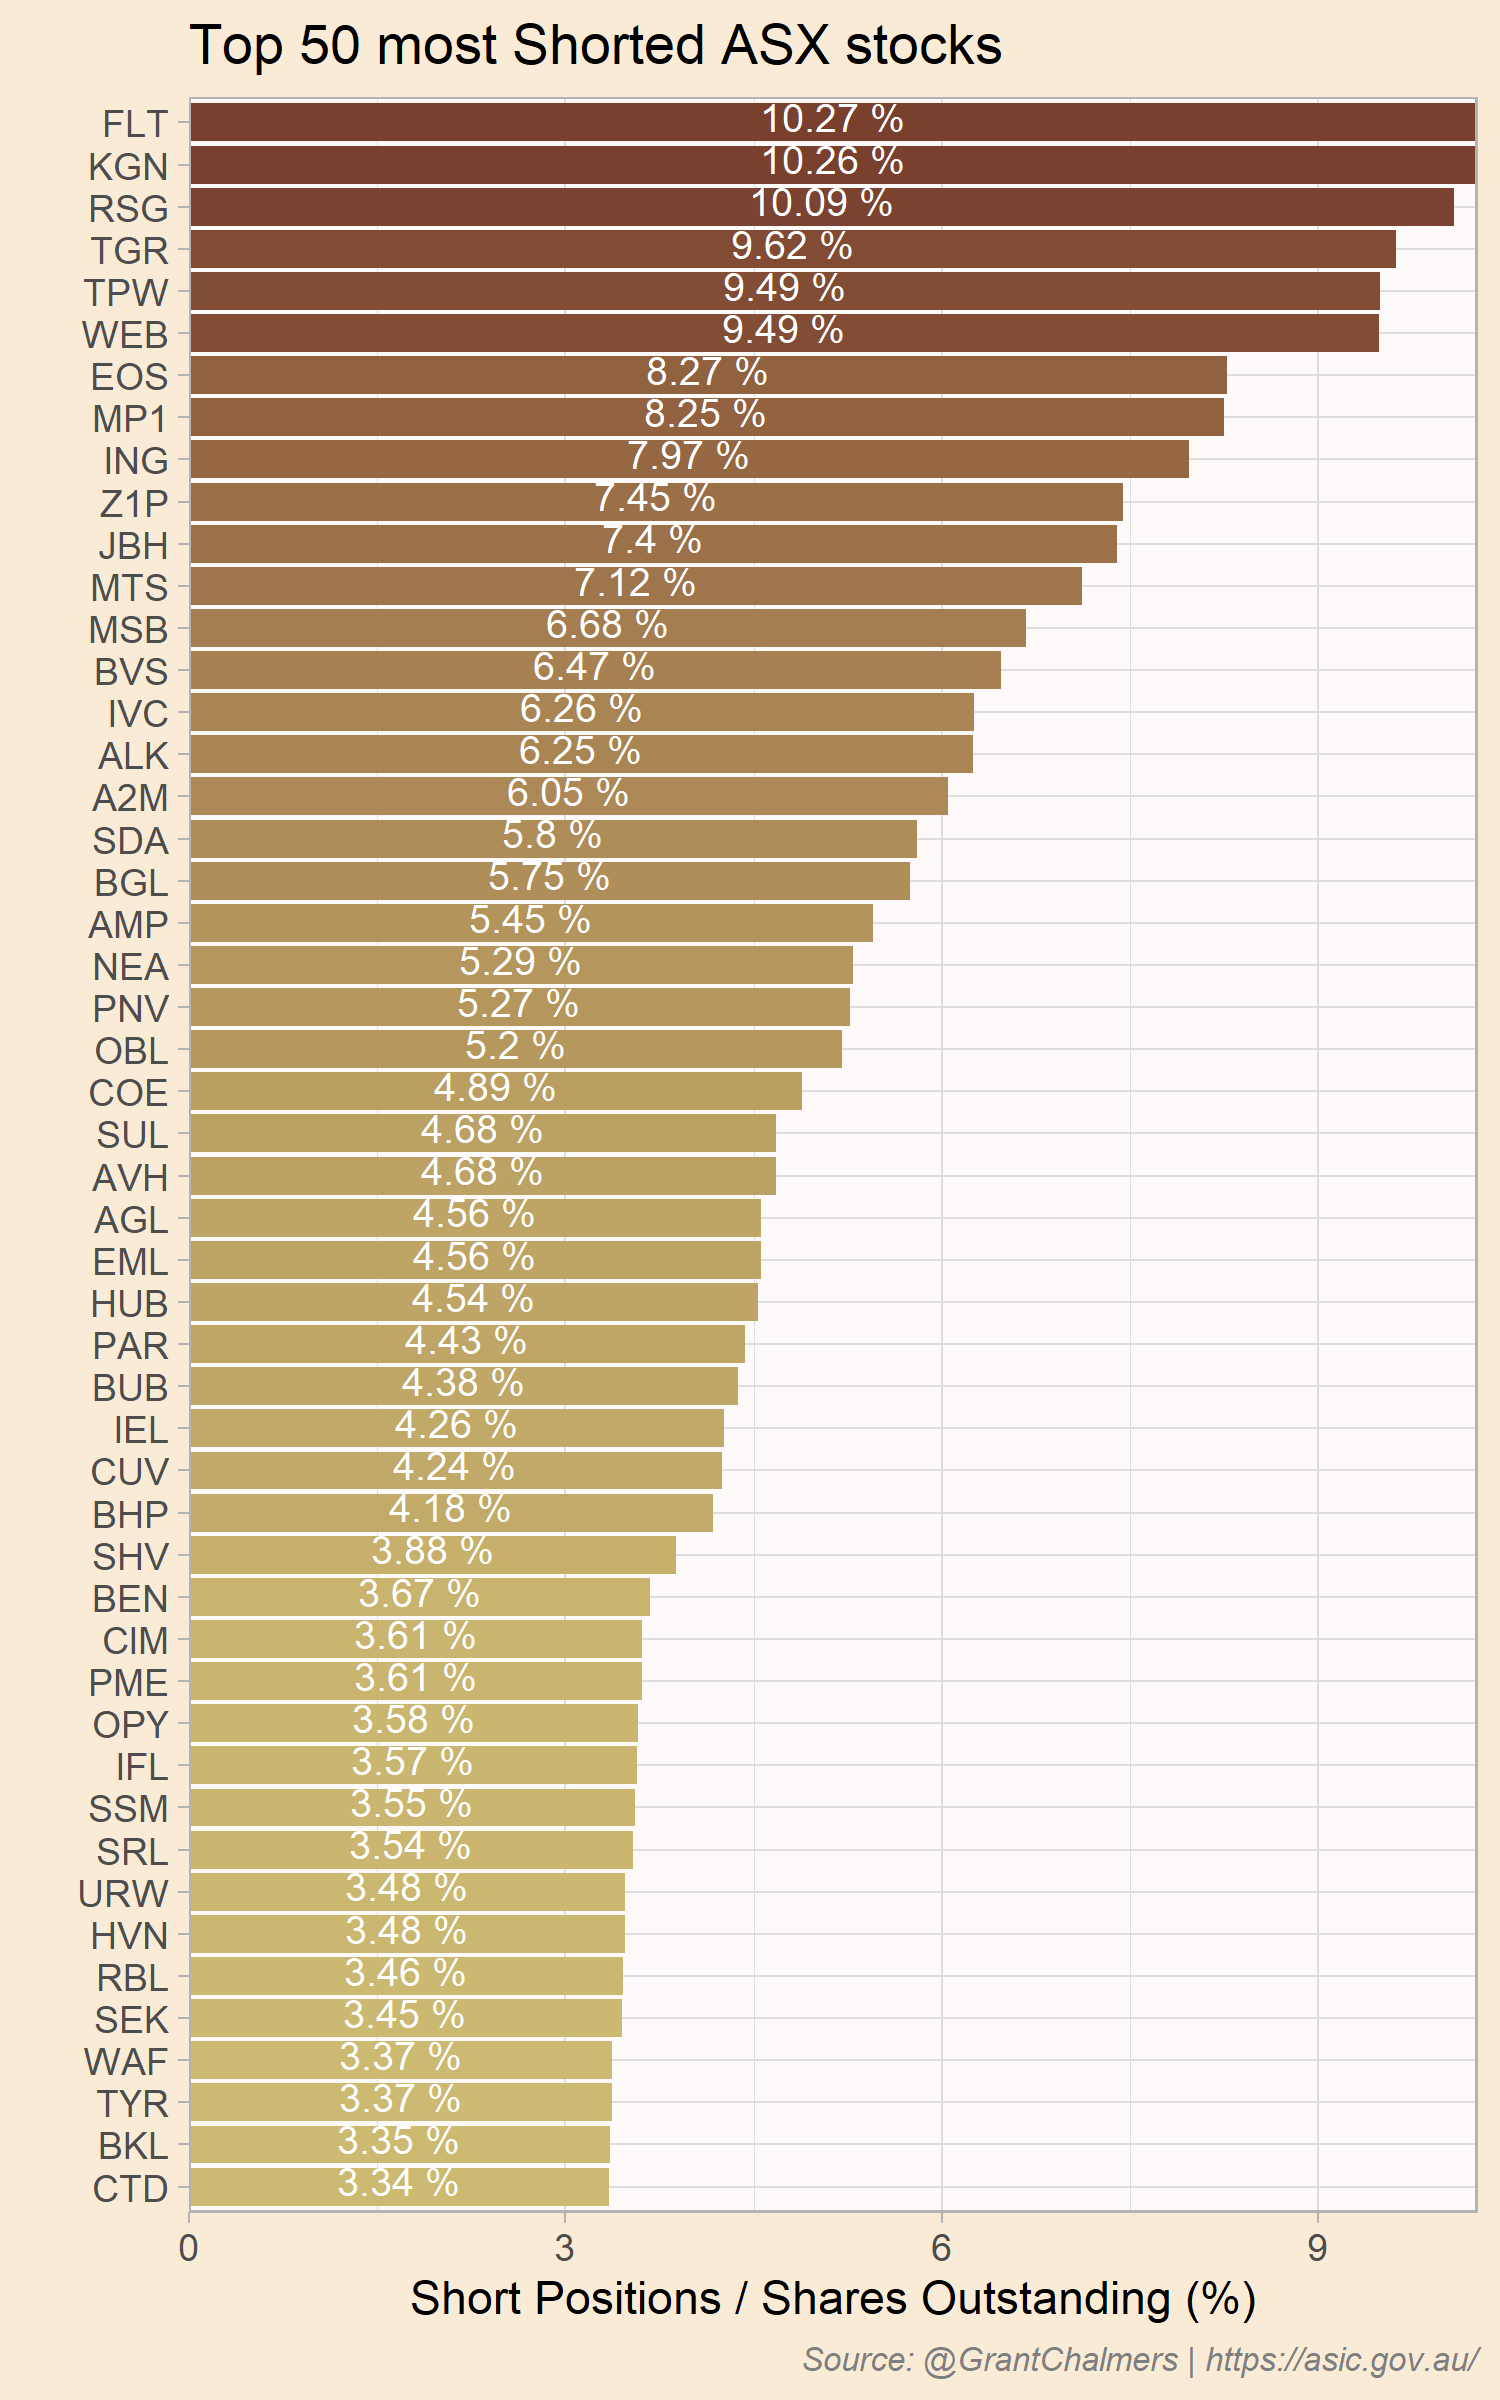 Top 50 most Shorted ASX stocks
FLT 10.27 %
KGN 10.26 %
RSG 10.09 %
TGR 9.62 %
TPW 9.49 %
WEB 9.49 %
EOS 8.27 %
MP1 8.25 %
ING 7.97 %
Z1P 7.45 %
JBH 7.4 %
MTS 7.12 %
MSB 6.68 %
BVS 6.47 %
IVC 6.26 %
ALK 6.25 %
A2M 6.05 %
SDA 5.8 %
BGL 5.75 %
AMP 5.45 %
NEA 5.29 %
PNV 5.27 %
OBL 5.2 %
COE 4.89 %
SUL 4.68 %
AVH 4.68 %
AGL 4.56 %
EML 4.56 %
HUB 4.54 %
PAR 4.43 %
BUB 4.38 %
IEL 4.26 %
CUV 4.24 %
BHP 4.18 %
SHV 3.88 %
BEN 3.67 %
CIM 3.61 %
PME 3.61 %
OPY 3.58 %
IFL 3.57 %
SSM 3.55 %
SRL 3.54 %
URW 3.48 %
HVN 3.48 %
RBL 3.46 %
SEK 3.45 %
WAF 3.37 %
TYR 3.37 %
BKL 3.35 %
CTD 3.34 %
0 3 6 9
Short Positions / Shares Outstanding (%)
Source: @GrantChalmers | https://asic.gov.au/